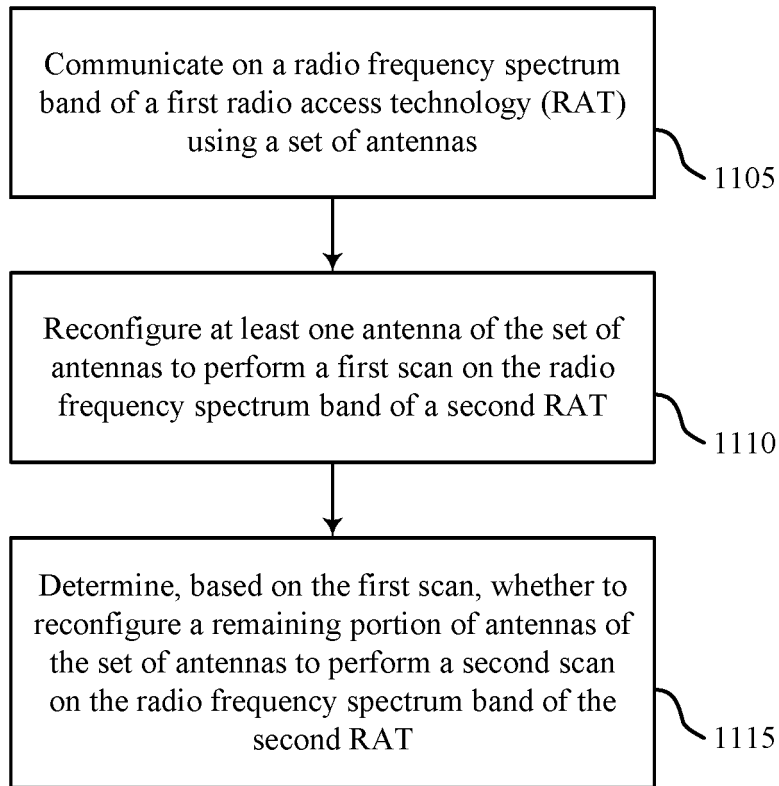 Communicate on a radio frequency spectrum
band of a first radio access technology (RAT)
using a set of antennas
1105
Reconfigure at least one antenna of the set of
antennas to perform a first scan on the radio
frequency spectrum band of a second RAT
1110
Determine, based on the first scan, whether to
reconfigure a remaining portion of antennas of
the set of antennas to perform a second scan
on the radio frequency spectrum band of the
second RAT
1115